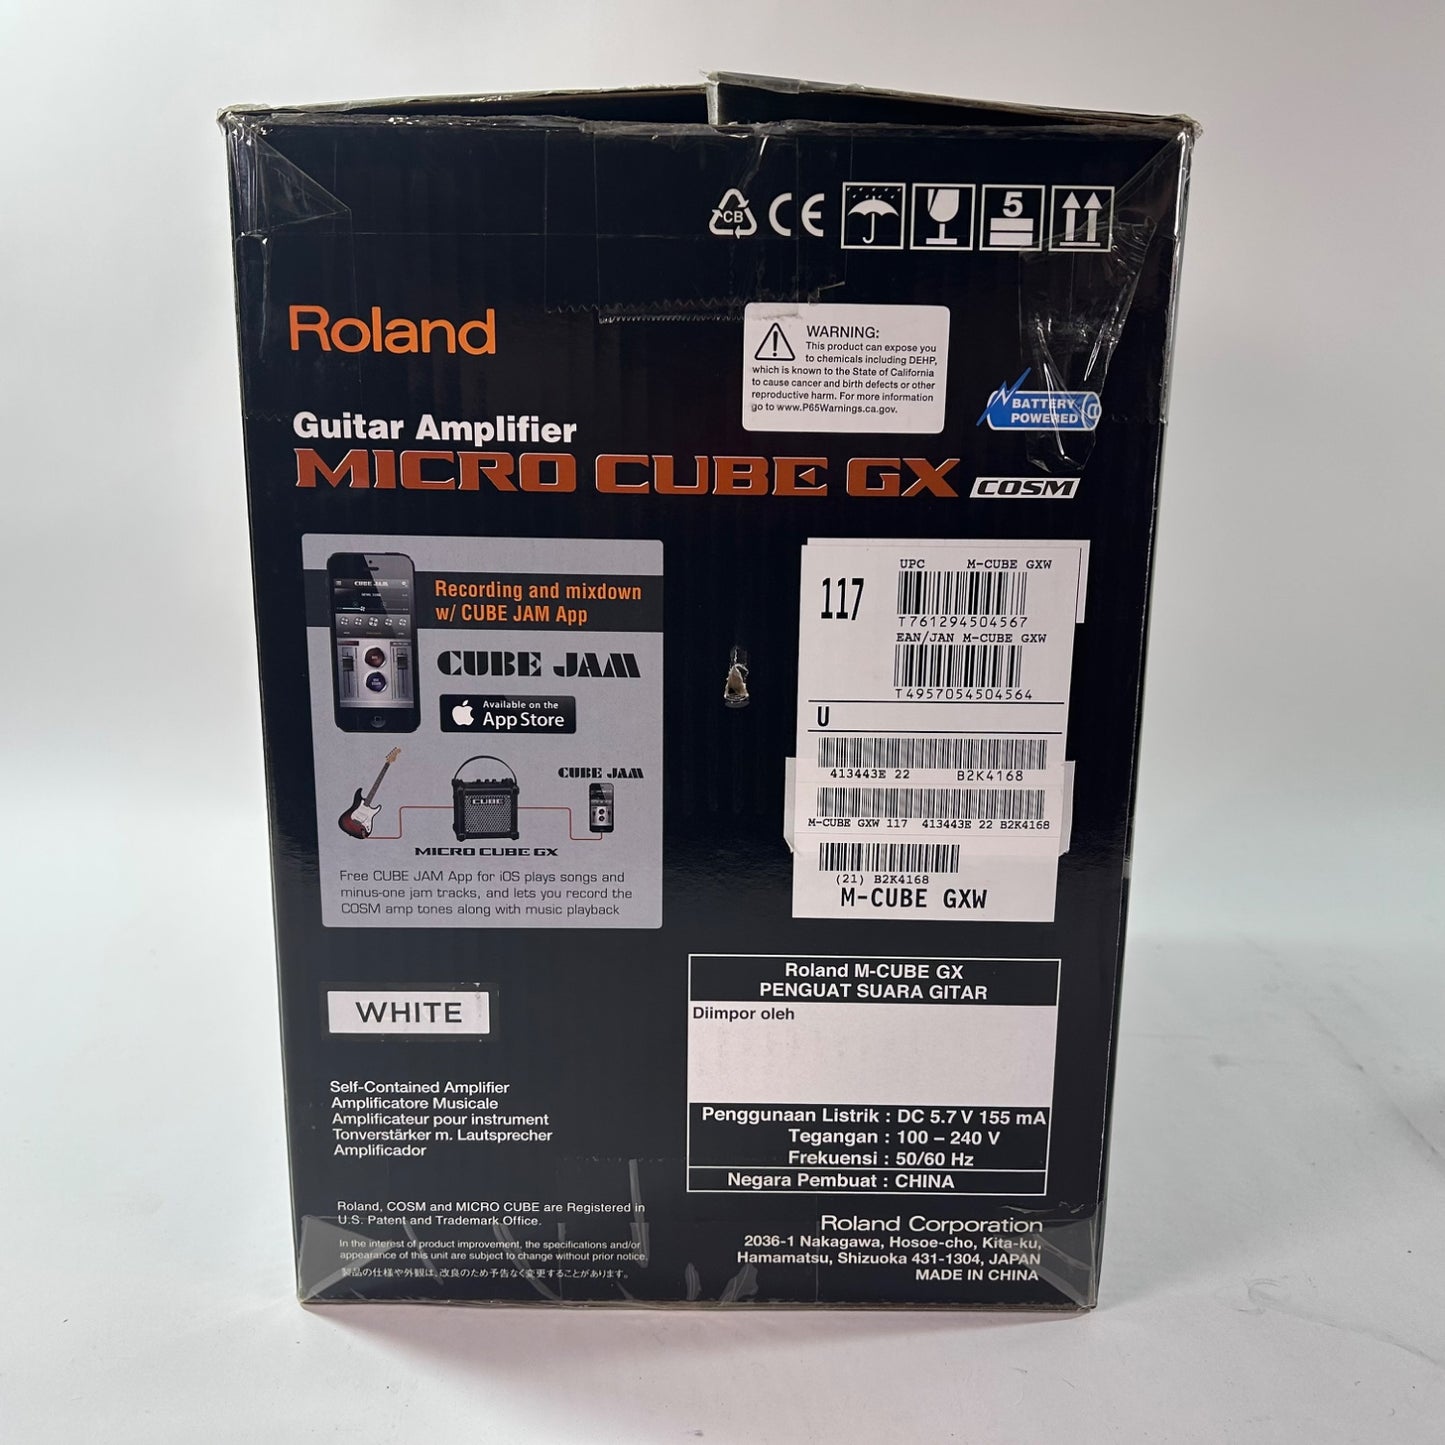 CB CE 5
Roland
WARNING:
This product can expose you
to chemicals including DEHP,
which is known to the State of California
to cause cancer and birth defects or other
reproductive harm. For more information
go to www.P65Warnings.ca.gov.
BATTERY
POWERED
Guitar Amplifier
MICRO CUBE GX COSM
CUBE JAM
Recording and mixdown
w/ CUBE JAM App
CUBE JAM
Available on the
App Store
CUBE JAM
CUBE
MICRO CUBE GX
Free CUBE JAM App for iOS plays songs and
minus-one jam tracks, and lets you record the
COSM amp tones along with music playback
117
UPC M-CUBE GXW
T761294504567
EAN/JAN M-CUBE GXW
T4957054504564
U
413443E 22 B2K4168
M-CUBE GXW 117 413443E 22 B2K4168
(21) B2K4168
M-CUBE GXW
WHITE
Self-Contained Amplifier
Amplificatore Musicale
Amplificateur pour instrument
Tonverstärker m. Lautsprecher
Amplificador
Roland M-CUBE GX
PENGUAT SUARA GITAR
Diimpor oleh
Penggunaan Listrik : DC 5.7 V 155 mA
Tegangan : 100 – 240 V
Frekuensi : 50/60 Hz
Negara Pembuat : CHINA
Roland, COSM and MICRO CUBE are Registered in
U.S. Patent and Trademark Office.
In the interest of product improvement, the specifications and/or
appearance of this unit are subject to change without prior notice.
製品の仕様や外観は、改良のため予告なく変更することがあります。
Roland Corporation
2036-1 Nakagawa, Hosoe-cho, Kita-ku,
Hamamatsu, Shizuoka 431-1304, JAPAN
MADE IN CHINA